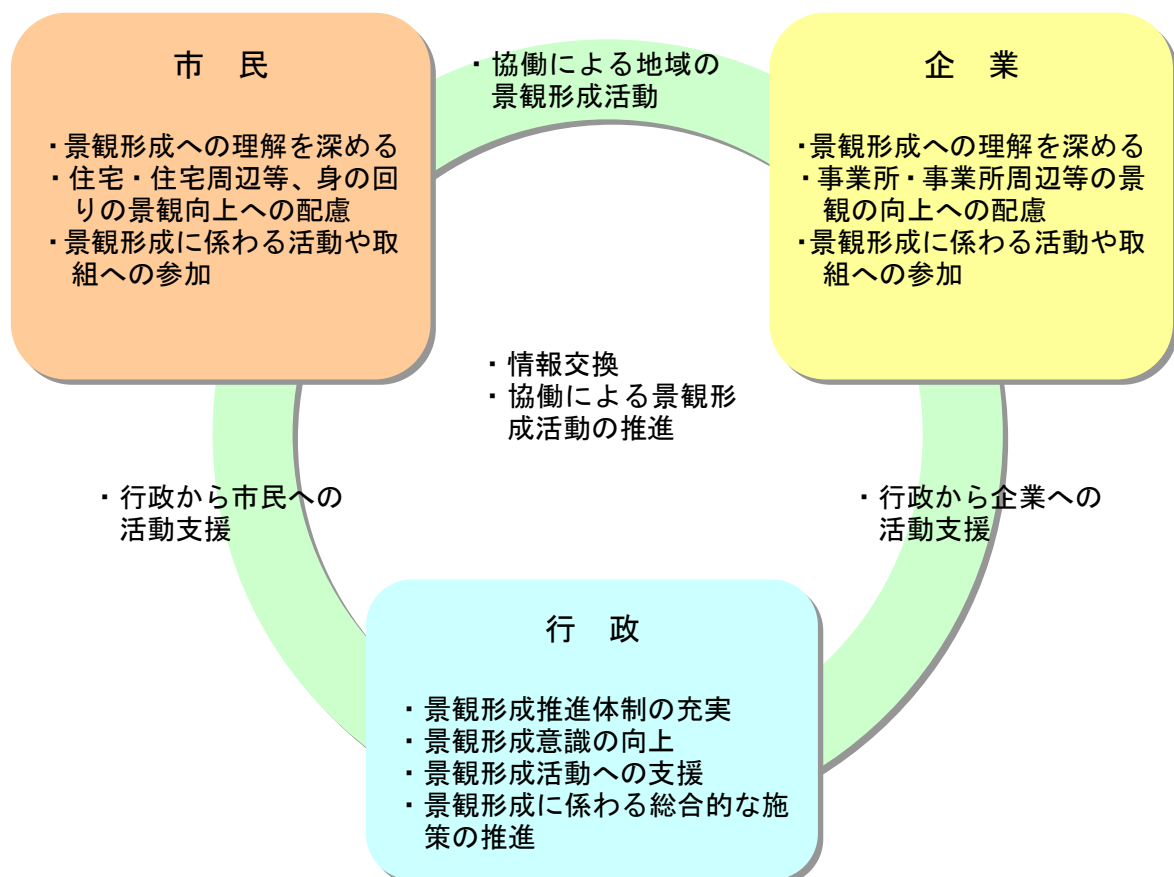 市　民
・景観形成への理解を深める
・住宅・住宅周辺等、身の回
りの景観向上への配慮
・景観形成に係わる活動や取
組への参加
・協働による地域の
景観形成活動
企　業
・景観形成への理解を深める
・事業所・事業所周辺等の景
観の向上への配慮
・景観形成に係わる活動や取
組への参加
・情報交換
・協働による景観形
成活動の推進
・行政から市民への
活動支援
・行政から企業への
活動支援
行　政
・景観形成推進体制の充実
・景観形成意識の向上
・景観形成活動への支援
・景観形成に係わる総合的な施
策の推進